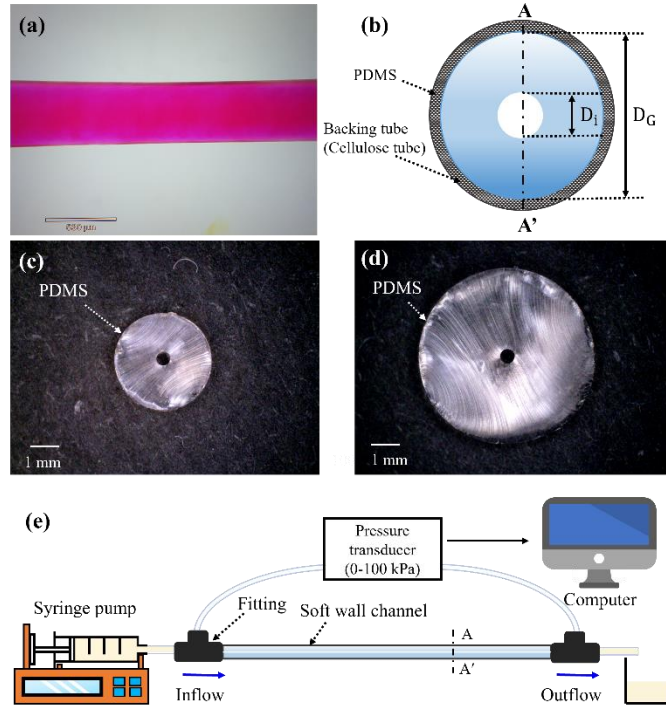 (a)
(b)
A
PDMS
Backing tube
(Cellulose tube)
Di
DG
A'
(c)
PDMS
1 mm
(d)
PDMS
1 mm
(e)
Pressure
transducer
(0-100 kPa)
Computer
Syringe pump
Fitting
Soft wall channel
A
A'
Inflow
Outflow